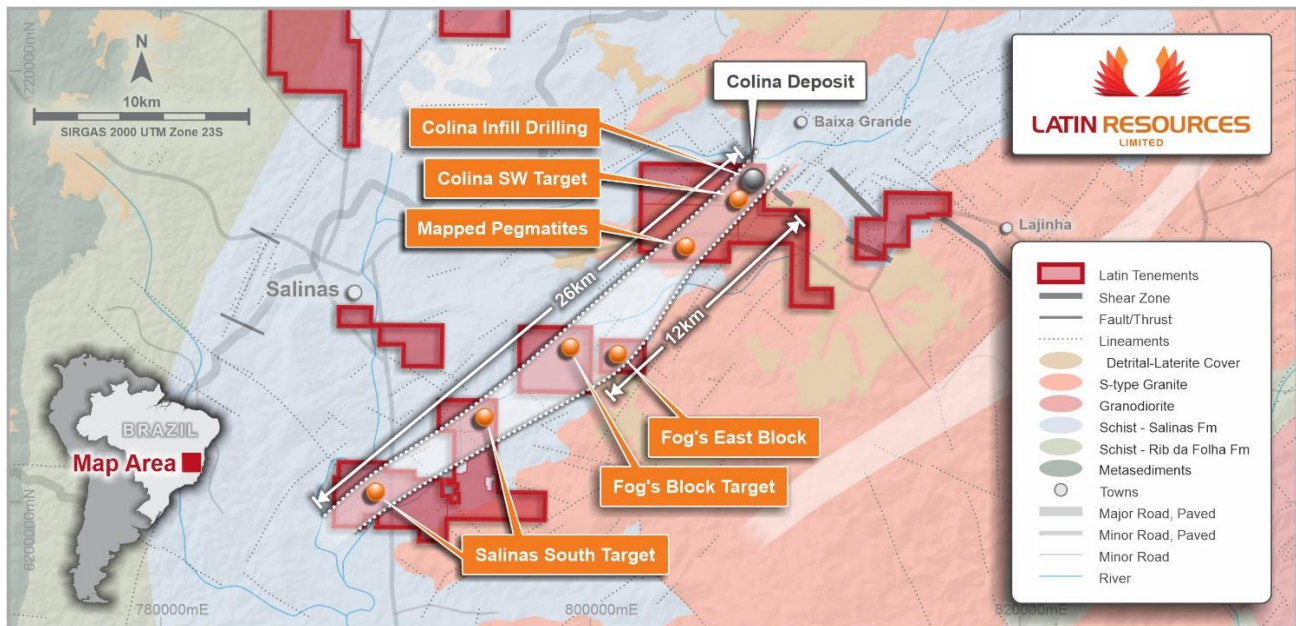 2220000mN
N
10km
SIRGAS 2000 UTM Zone 23S
Colina Deposit
Colina Infill Drilling
Baixa Grande
Colina SW Target
Mapped Pegmatites
Lajinha
Salinas
26km
12km
Fog's East Block
Fog's Block Target
Salinas South Target
BRAZIL
Map Area
8200000mN
780000mE
800000mE
820000mE
LATIN RESOURCES
LIMITED
Latin Tenements
Shear Zone
Fault/Thrust
Lineaments
Detrital-Laterite Cover
S-type Granite
Granodiorite
Schist - Salinas Fm
Schist - Rib da Folha Fm
Metasediments
Towns
Major Road, Paved
Minor Road, Paved
Minor Road
River